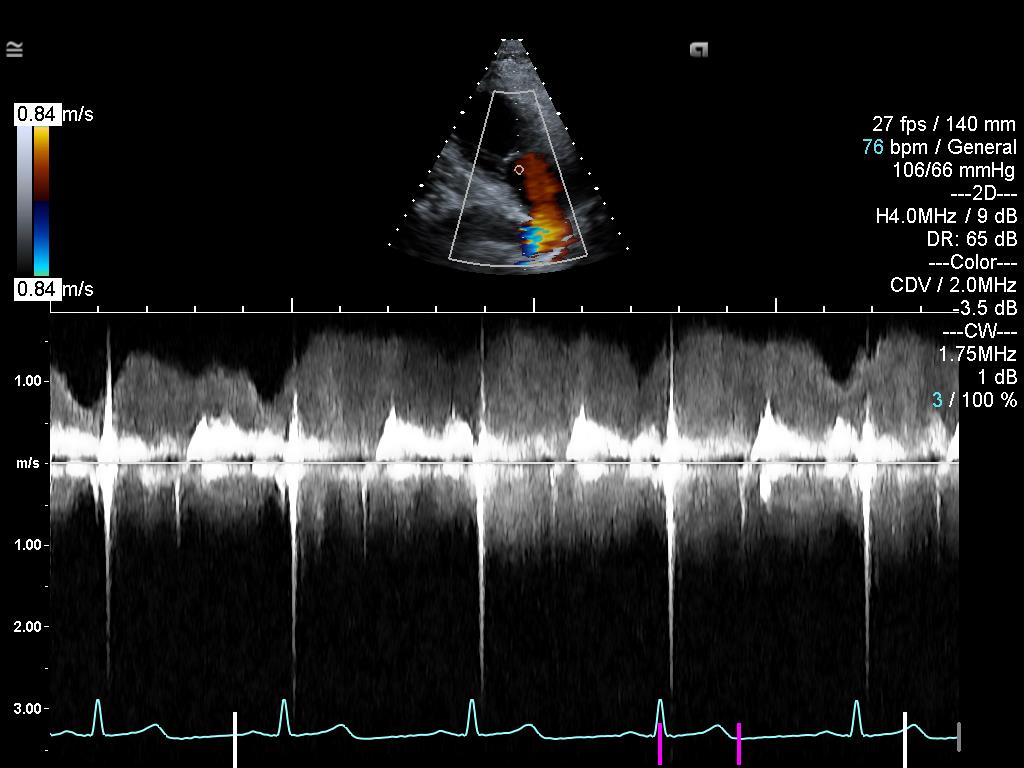 0.84 m/s
0.84 m/s
27 fps / 140 mm
76 bpm / General
106/66 mmHg
---2D---
H4.0MHz / 9 dB
DR: 65 dB
---Color---
CDV / 2.0MHz
-3.5 dB
---CW---
1.75MHz
1 dB
3 / 100 %
1.00
m/s
1.00
2.00
3.00